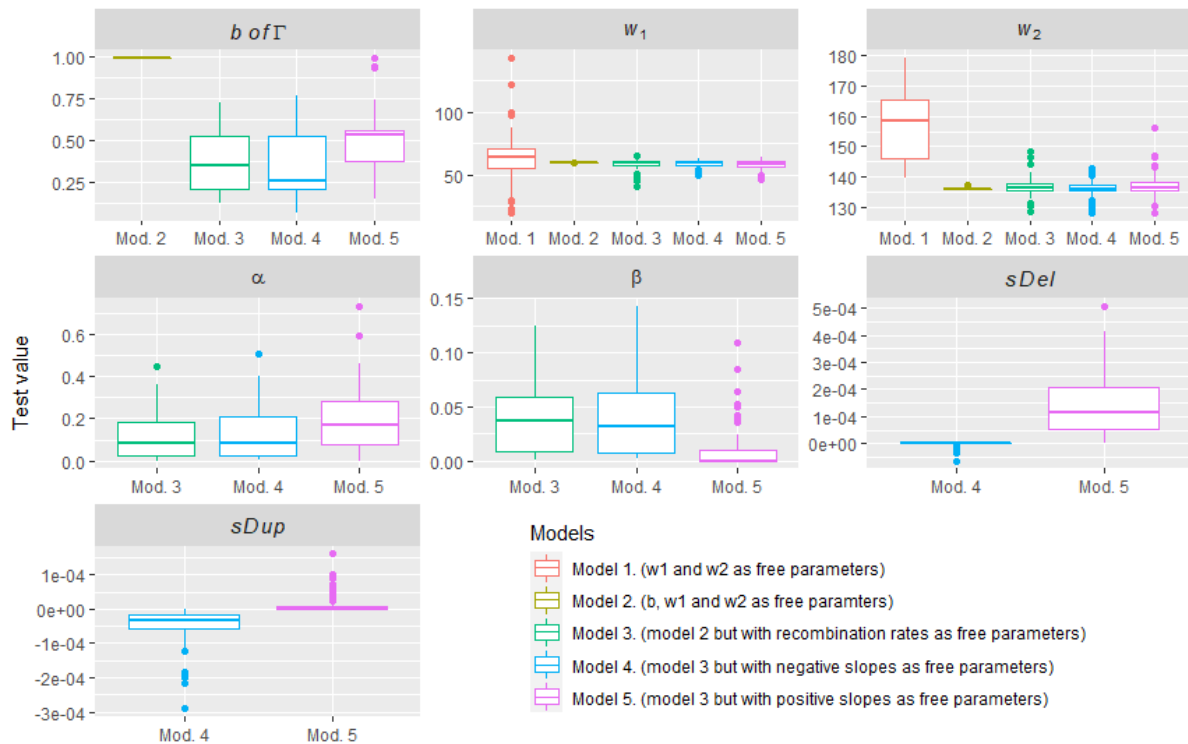 b of Γ
w1
w2
1.00
0.75
0.50
0.25
100
50
180
170
160
150
140
130
Mod. 2 Mod. 3 Mod. 4 Mod. 5
Mod. 1 Mod. 2 Mod. 3 Mod. 4 Mod. 5
Mod. 1 Mod. 2 Mod. 3 Mod. 4 Mod. 5
α
β
sDel
Test value
0.6
0.4
0.2
0.0
0.15
0.10
0.05
0.00
5e-04
4e-04
3e-04
2e-04
1e-04
0e+00
Mod. 3 Mod. 4 Mod. 5
Mod. 3 Mod. 4 Mod. 5
Mod. 4 Mod. 5
sDup
1e-04
0e+00
-1e-04
-2e-04
-3e-04
Mod. 4 Mod. 5
Models
Model 1. (w1 and w2 as free parameters)
Model 2. (b, w1 and w2 as free paramters)
Model 3. (model 2 but with recombination rates as free parameters)
Model 4. (model 3 but with negative slopes as free parameters)
Model 5. (model 3 but with positive slopes as free parameters)